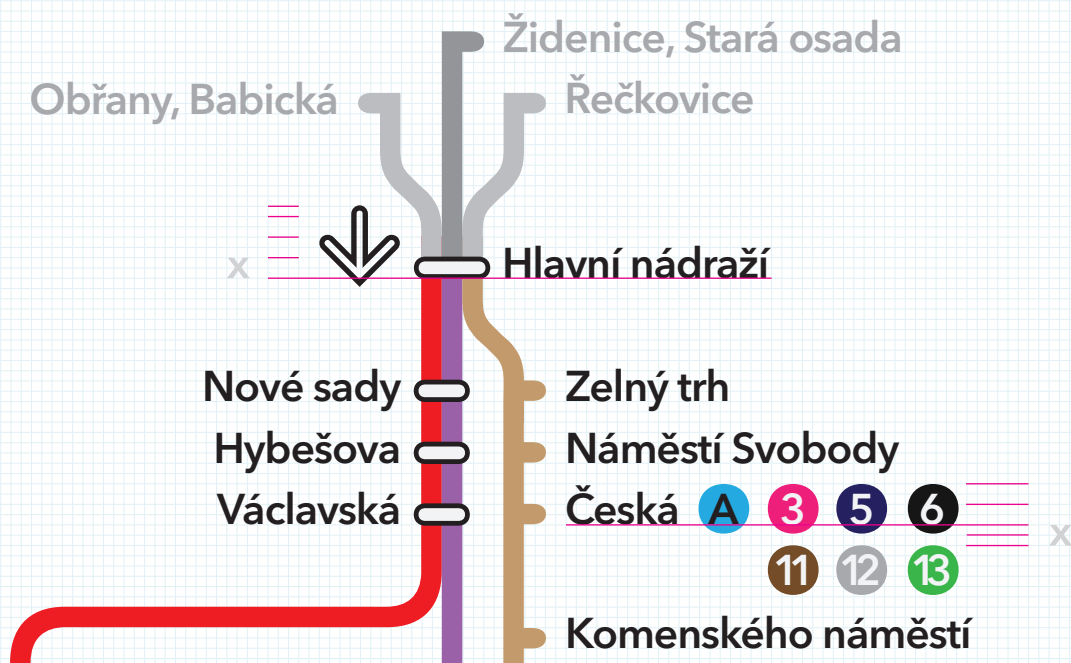 Židenice, Stará osada
Obřany, Babická
Řečkovice
x
Hlavní nádraží
Nové sady
Zelný trh
Hybešova
Náměstí Svobody
Václavská
Česká A 3 5 6
x
11 12 13
Komenského náměstí